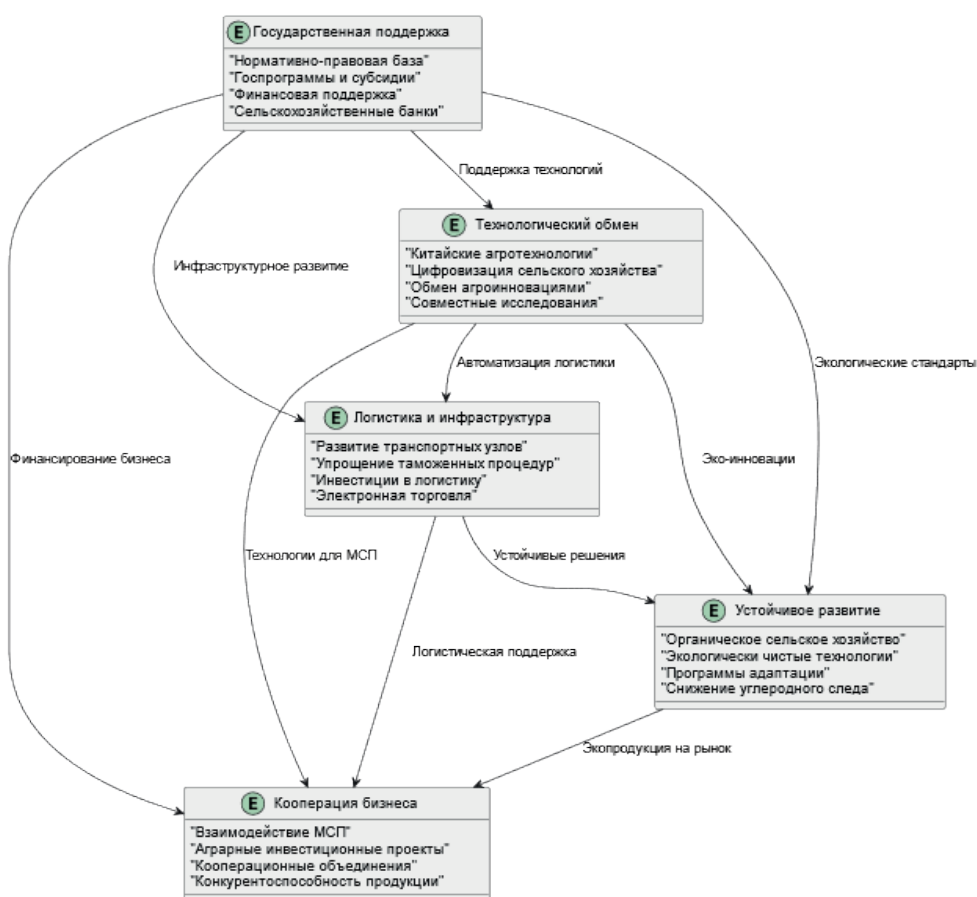 E Государственная поддержка
"Нормативно-правовая база"
"Госпрограммы и субсидии"
"Финансовая поддержка"
"Сельскохозяйственные банки"
Поддержка технологий
E Технологический обмен
"Китайские агротехнологии"
"Цифровизация сельского хозяйства"
"Обмен агроинновациями"
"Совместные исследования"
Инфраструктурное развитие
Автоматизация логистики
Экологические стандарты
E Логистика и инфраструктура
"Развитие транспортных узлов"
"Упрощение таможенных процедур"
"Инвестиции в логистику"
"Электронная торговля"
Финансирование бизнеса
Эко-инновации
Технологии для МСП
Устойчивые решения
E Устойчивое развитие
"Органическое сельское хозяйство"
"Экологически чистые технологии"
"Программы адаптации"
"Снижение углеродного следа"
Логистическая поддержка
Экопродукция на рынок
E Кооперация бизнеса
"Взаимодействие МСП"
"Аграрные инвестиционные проекты"
"Кооперационные объединения"
"Конкурентоспособность продукции"